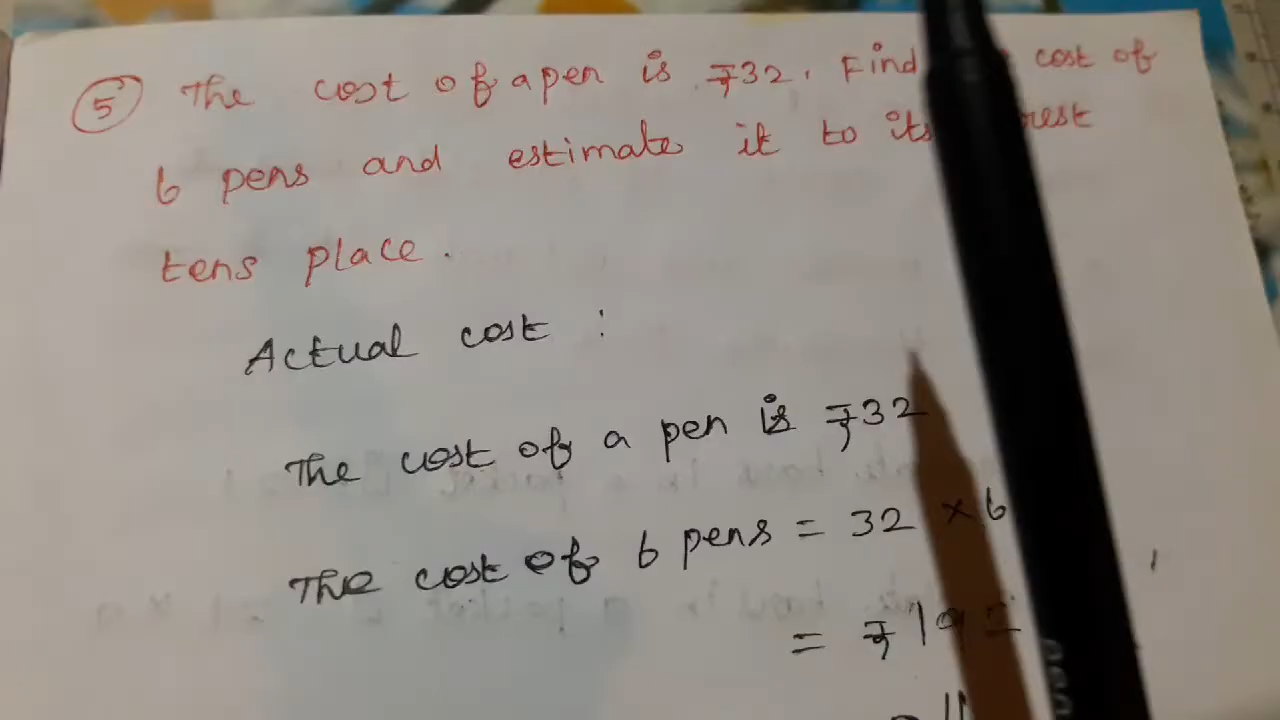 5 The cost of a pen is ₹32. Find cost of
6 pens and estimate it to its
tens place.
Actual cost :
The cost of a pen is ₹32
The cost of 6 pens = 32 × 6
= ₹192